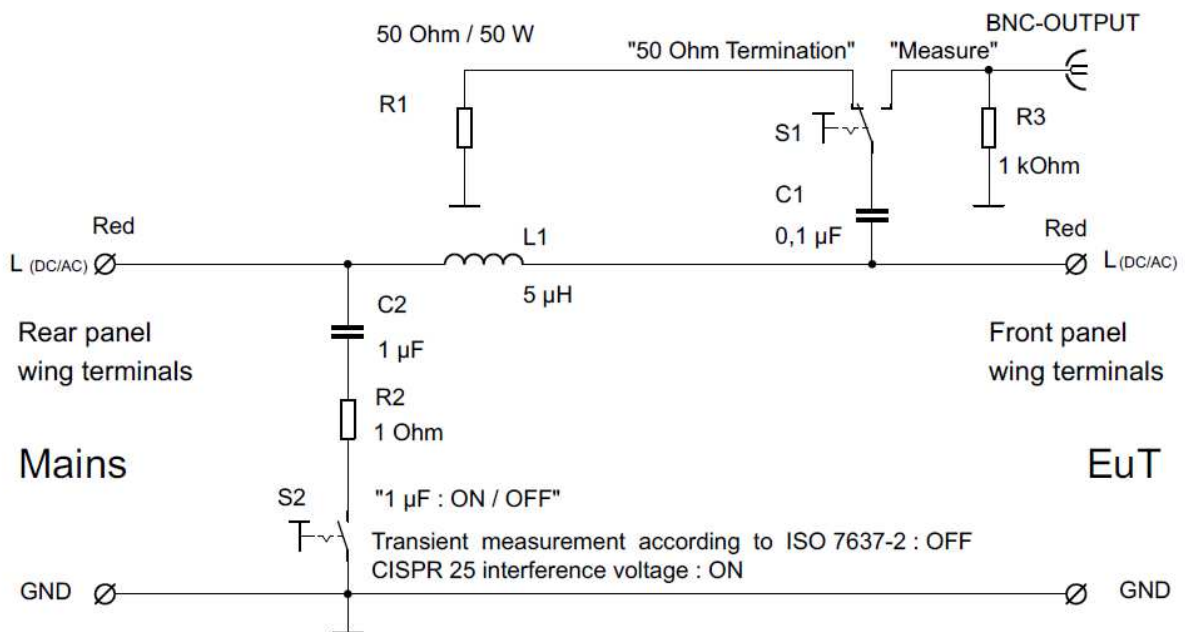 BNC-OUTPUT
50 Ohm / 50 W
"50 Ohm Termination" "Measure"
R1
S1
R3
1 kOhm
C1
0,1 µF
Red
L1
Red
L (DC/AC)
5 µH
L (DC/AC)
C2
1 µF
Rear panel
wing terminals
Front panel
wing terminals
R2
1 Ohm
Mains
EuT
S2
"1 µF : ON / OFF"
Transient measurement according to ISO 7637-2 : OFF
CISPR 25 interference voltage : ON
GND
GND